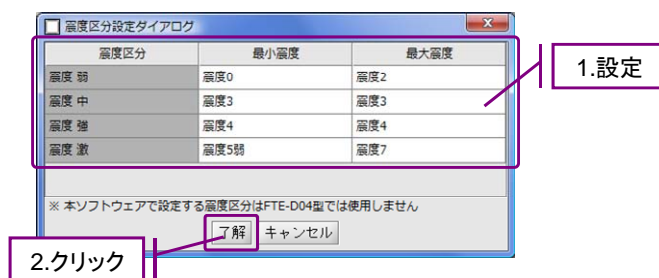 震度区分設定ダイアログ
震度区分 最小震度 最大震度
震度 弱 震度0 震度2
震度 中 震度3 震度3
震度 強 震度4 震度4
震度 激 震度5弱 震度7
※ 本ソフトウェアで設定する震度区分はFTE-D04型では使用しません
了解 キャンセル
1.設定
2.クリック